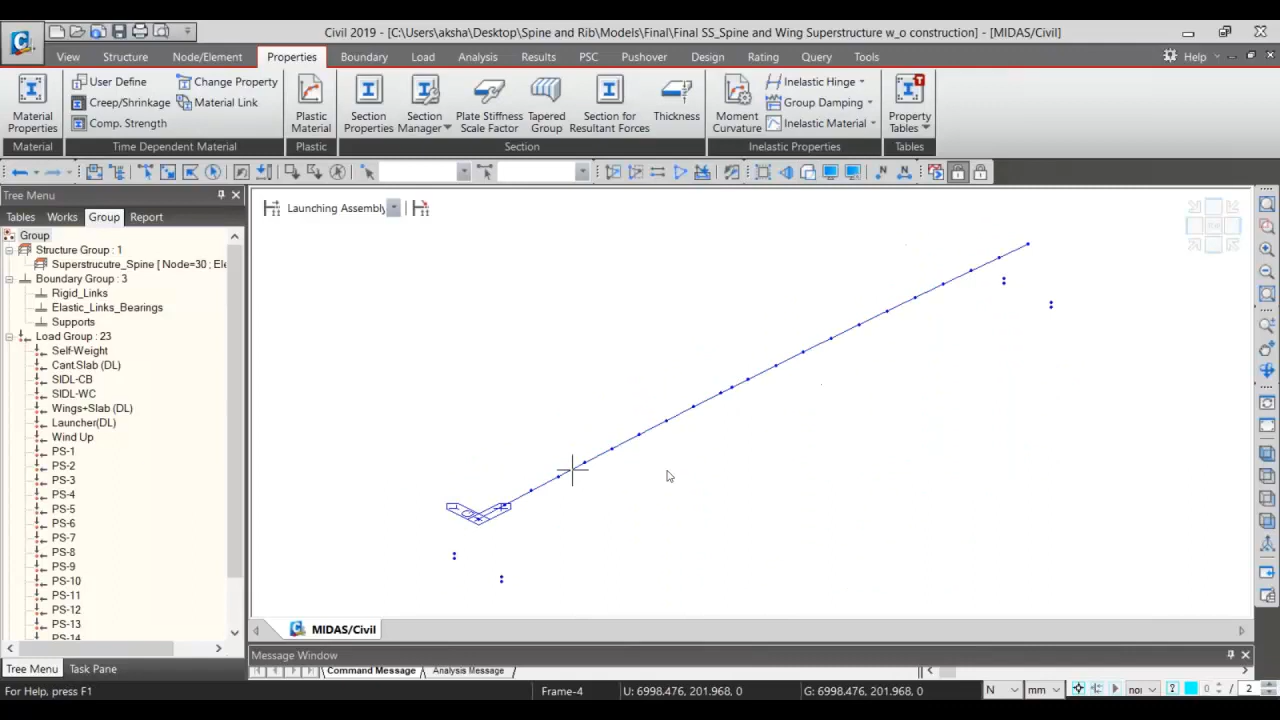 Civil 2019 - [C:\Users\aksha\Desktop\Spine and Rib\Models\Final\Final SS_Spine and Wing Superstructure w_o construction] - [MIDAS/Civil]
View Structure Node/Element Properties Boundary Load Analysis Results PSC Pushover Design Rating Query Tools Help
Material Properties
User Define
Creep/Shrinkage
Comp. Strength
Change Property
Material Link
Plastic Material
Section Properties
Section Manager
Plate Stiffness Scale Factor
Tapered Group
Section for Resultant Forces
Thickness
Moment Curvature
Inelastic Hinge
Group Damping
Inelastic Material
Property Tables
Material Time Dependent Material Plastic Section Inelastic Properties Tables
Tree Menu
Tables Works Group Report
Launching Assembly
Group
Structure Group : 1
Superstrucutre_Spine [ Node=30 ; Ele
Boundary Group : 3
Rigid_Links
Elastic_Links_Bearings
Supports
Load Group : 23
Self-Weight
Cant.Slab (DL)
SIDL-CB
SIDL-WC
Wings+Slab (DL)
Launcher(DL)
Wind Up
PS-1
PS-2
PS-3
PS-4
PS-5
PS-6
PS-7
PS-8
PS-9
PS-10
PS-11
PS-12
PS-13
PS-14
MIDAS/Civil
Message Window
Tree Menu Task Pane
Command Message Analysis Message
For Help, press F1 Frame-4 U: 6998.476, 201.968, 0 G: 6998.476, 201.968, 0 N mm nor 0 / 2